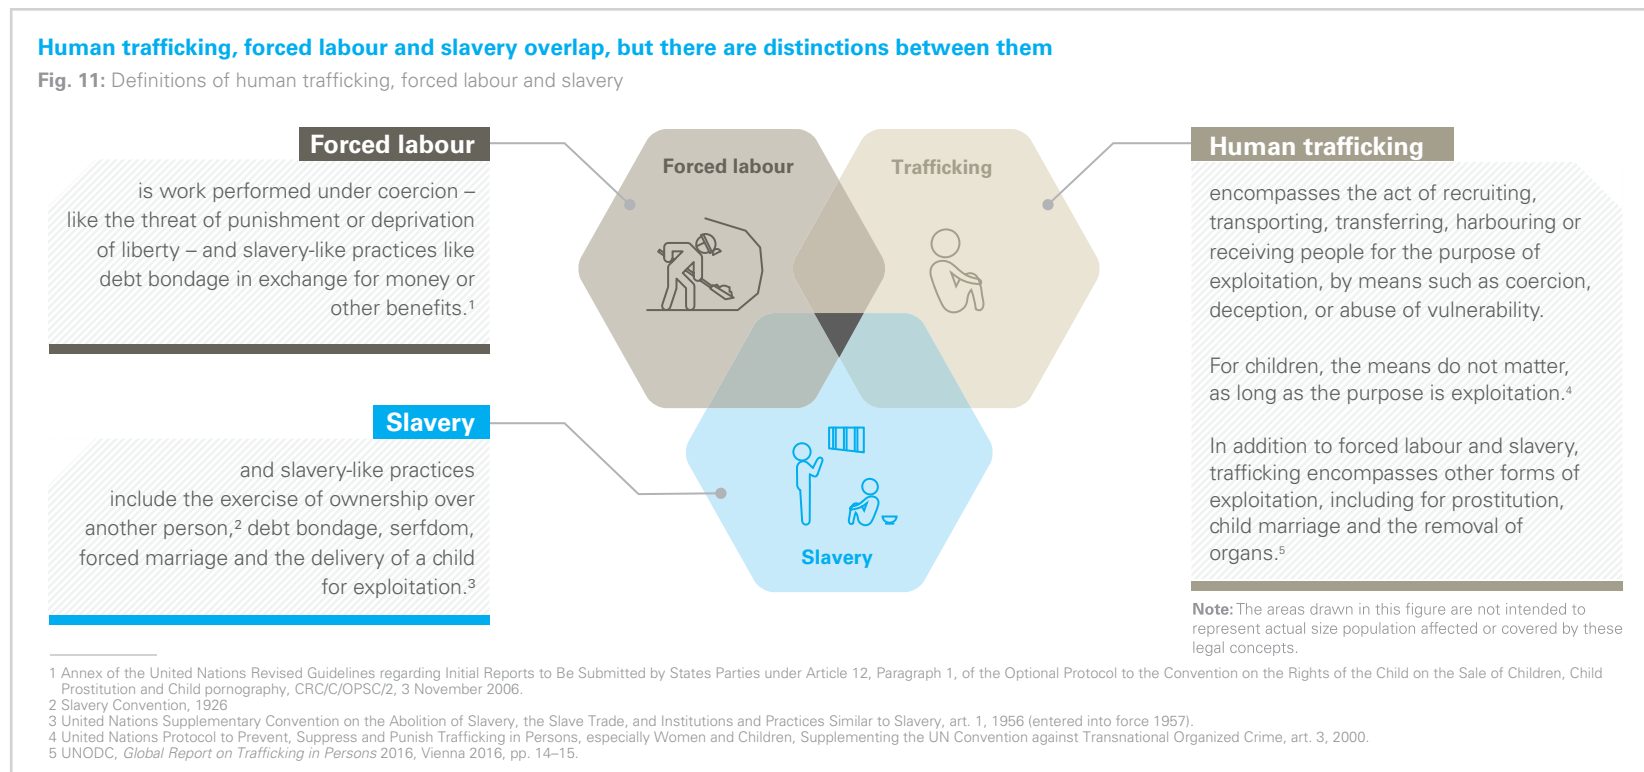 Human trafficking, forced labour and slavery overlap, but there are distinctions between them
Fig. 11: Definitions of human trafficking, forced labour and slavery
Forced labour
is work performed under coercion –
like the threat of punishment or deprivation
of liberty – and slavery-like practices like
debt bondage in exchange for money or
other benefits.¹
Slavery
and slavery-like practices
include the exercise of ownership over
another person,² debt bondage, serfdom,
forced marriage and the delivery of a child
for exploitation.³
Forced labour
Trafficking
Slavery
Human trafficking
encompasses the act of recruiting,
transporting, transferring, harbouring or
receiving people for the purpose of
exploitation, by means such as coercion,
deception, or abuse of vulnerability.
For children, the means do not matter,
as long as the purpose is exploitation.⁴
In addition to forced labour and slavery,
trafficking encompasses other forms of
exploitation, including for prostitution,
child marriage and the removal of
organs.⁵
Note: The areas drawn in this figure are not intended to
represent actual size population affected or covered by these
legal concepts.
1 Annex of the United Nations Revised Guidelines regarding Initial Reports to Be Submitted by States Parties under Article 12, Paragraph 1, of the Optional Protocol to the Convention on the Rights of the Child on the Sale of Children, Child
Prostitution and Child pornography, CRC/C/OPSC/2, 3 November 2006.
2 Slavery Convention, 1926
3 United Nations Supplementary Convention on the Abolition of Slavery, the Slave Trade, and Institutions and Practices Similar to Slavery, art. 1, 1956 (entered into force 1957).
4 United Nations Protocol to Prevent, Suppress and Punish Trafficking in Persons, especially Women and Children, Supplementing the UN Convention against Transnational Organized Crime, art. 3, 2000.
5 UNODC, Global Report on Trafficking in Persons 2016, Vienna 2016, pp. 14–15.